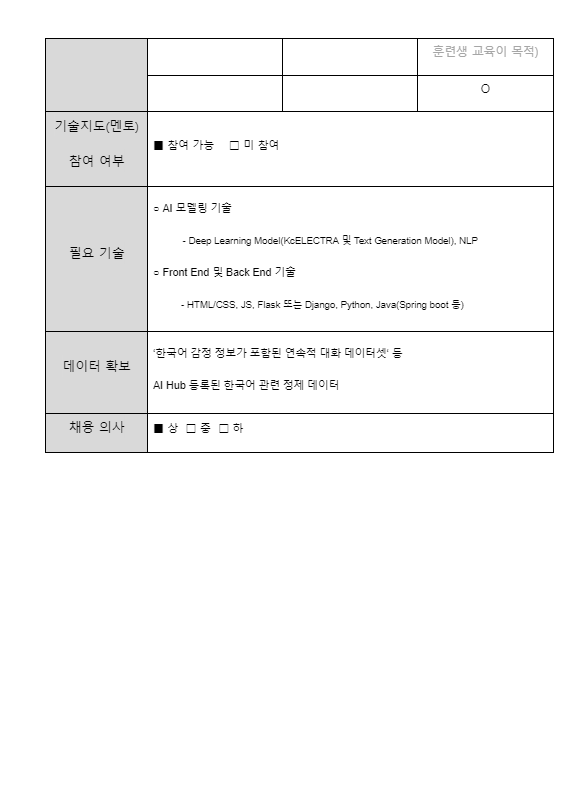 훈련생 교육이 목적)
O
기술지도(멘토)
참여 여부
■ 참여 가능 □ 미 참여
필요 기술
○ AI 모델링 기술
- Deep Learning Model(KcELECTRA 및 Text Generation Model), NLP
○ Front End 및 Back End 기술
- HTML/CSS, JS, Flask 또는 Django, Python, Java(Spring boot 등)
데이터 확보
'한국어 감정 정보가 포함된 연속적 대화 데이터셋' 등
AI Hub 등록된 한국어 관련 정제 데이터
채용 의사
■ 상 □ 중 □ 하